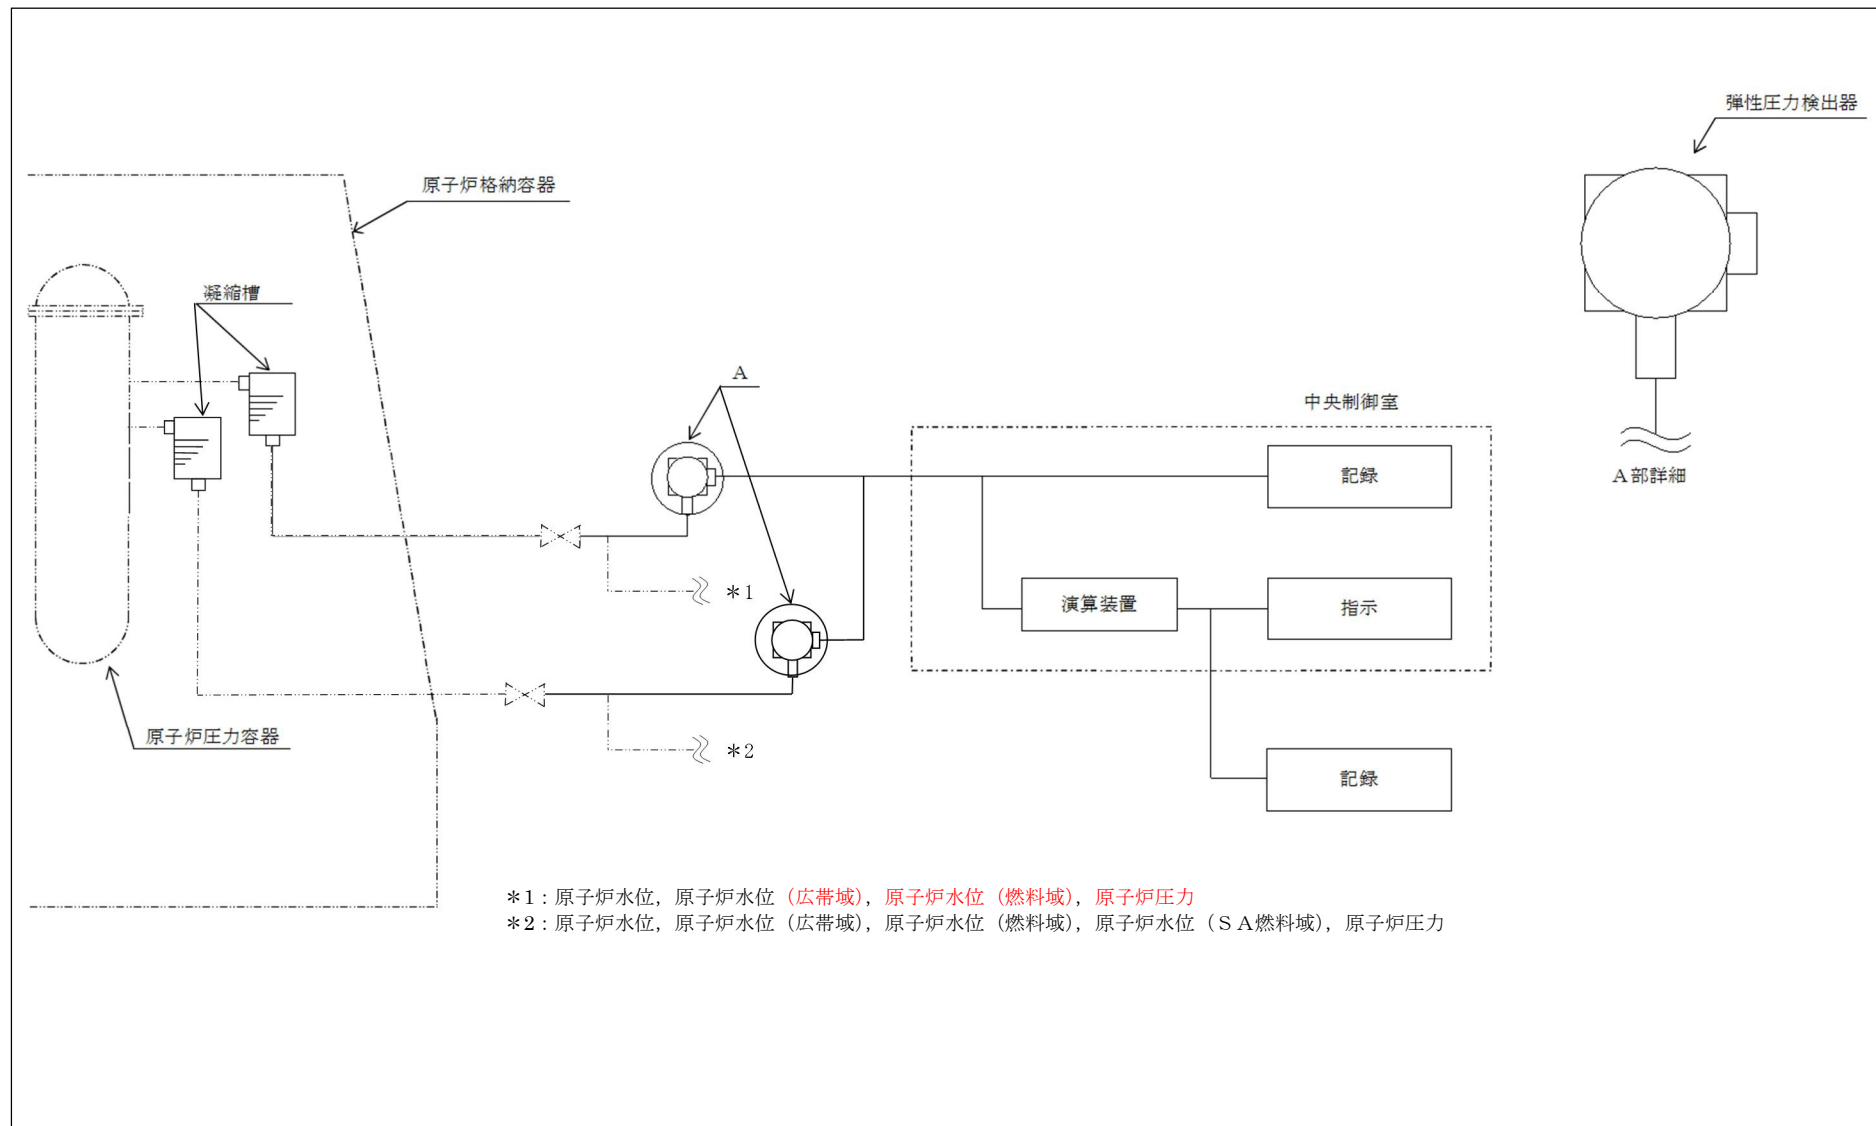 弾性圧力検出器
原子炉格納容器
凝縮槽
A
中央制御室
記録
A部詳細
*1
演算装置
指示
原子炉圧力容器
*2
記録
*1:原子炉水位,原子炉水位(広帯域),原子炉水位(燃料域),原子炉圧力
*2:原子炉水位,原子炉水位(広帯域),原子炉水位(燃料域),原子炉水位(SA燃料域),原子炉圧力